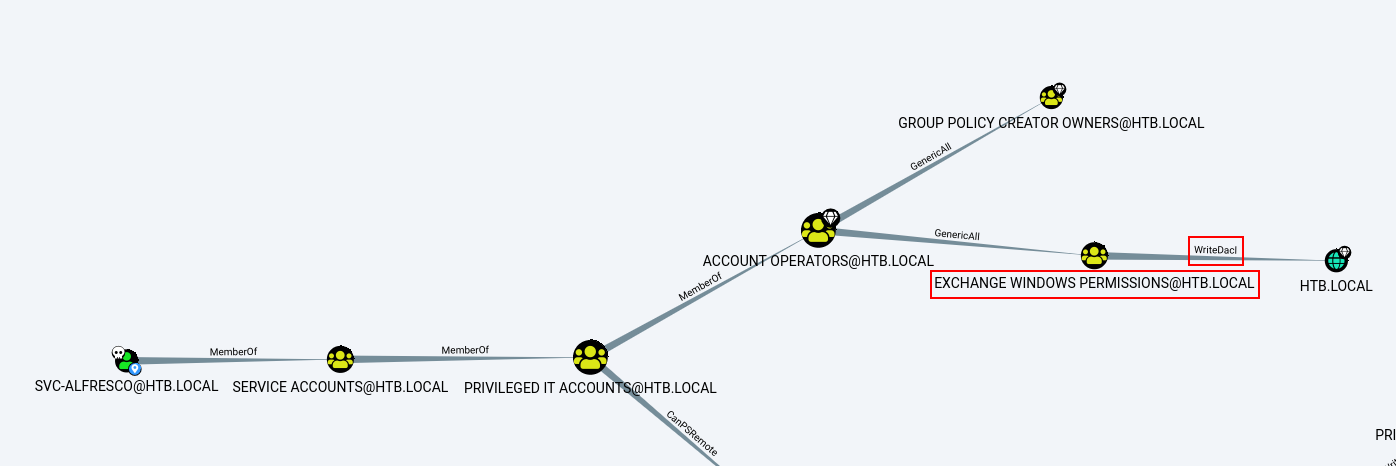 GROUP POLICY CREATOR OWNERS@HTB.LOCAL
GenericAll
GenericAll
WriteDacl
ACCOUNT OPERATORS@HTB.LOCAL
EXCHANGE WINDOWS PERMISSIONS@HTB.LOCAL
HTB.LOCAL
MemberOf
MemberOf
MemberOf
SVC-ALFRESCO@HTB.LOCAL
SERVICE ACCOUNTS@HTB.LOCAL
PRIVILEGED IT ACCOUNTS@HTB.LOCAL
CanPSRemote
PRI